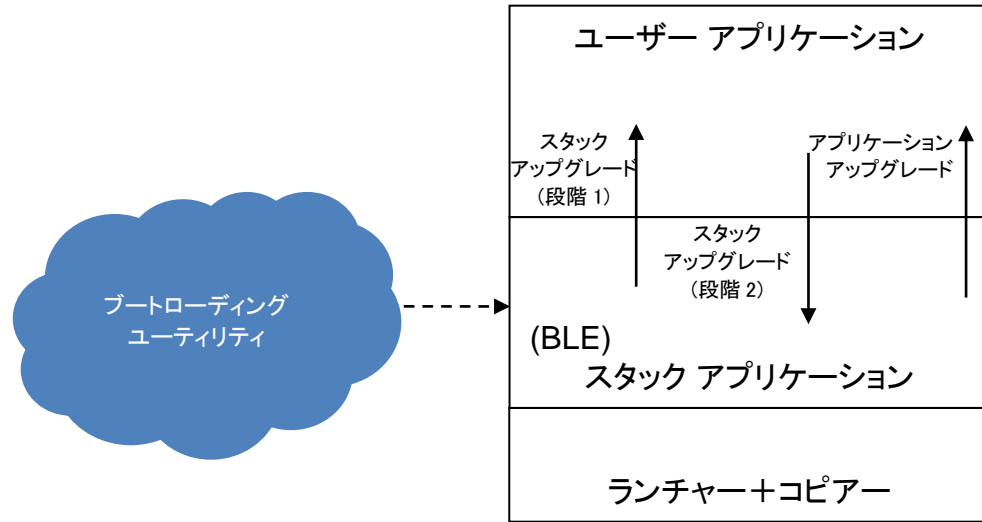 ユーザー アプリケーション
スタック
アップグレード
(段階 1)
アプリケーション
アップグレード
スタック
アップグレード
(段階 2)
ブートローディング
ユーティリティ
(BLE)
スタック アプリケーション
ランチャー＋コピアー